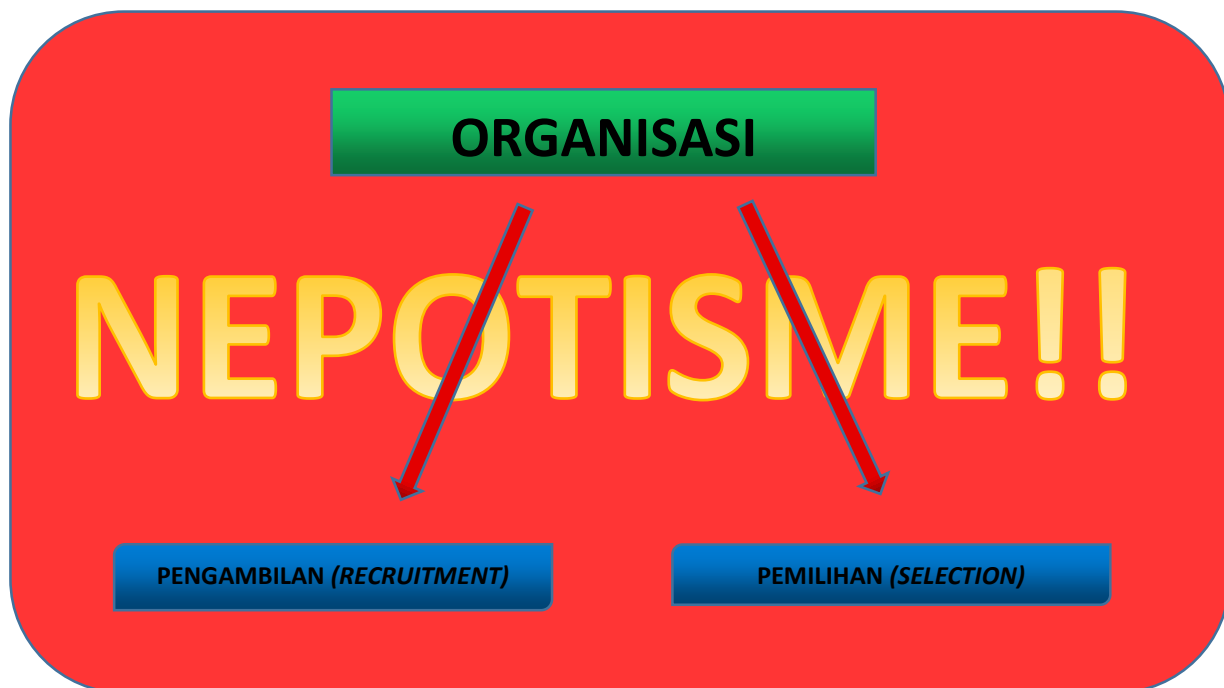 ORGANISASI
NEPOTISME!!
PENGAMBILAN (RECRUITMENT)
PEMILIHAN (SELECTION)